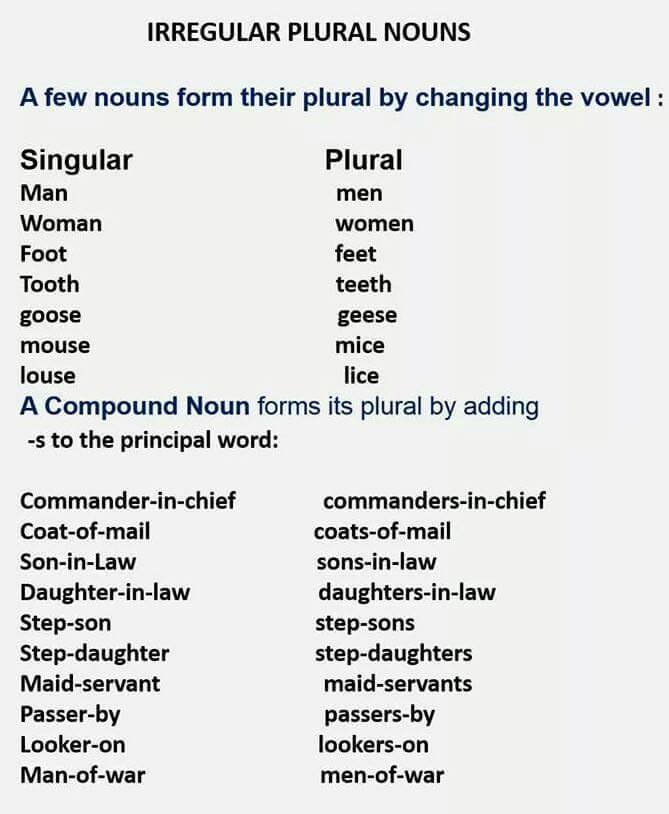 IRREGULAR PLURAL NOUNS
A few nouns form their plural by changing the vowel :
Singular Plural
Man men
Woman women
Foot feet
Tooth teeth
goose geese
mouse mice
louse lice
A Compound Noun forms its plural by adding
-s to the principal word:
Commander-in-chief commanders-in-chief
Coat-of-mail coats-of-mail
Son-in-Law sons-in-law
Daughter-in-law daughters-in-law
Step-son step-sons
Step-daughter step-daughters
Maid-servant maid-servants
Passer-by passers-by
Looker-on lookers-on
Man-of-war men-of-war